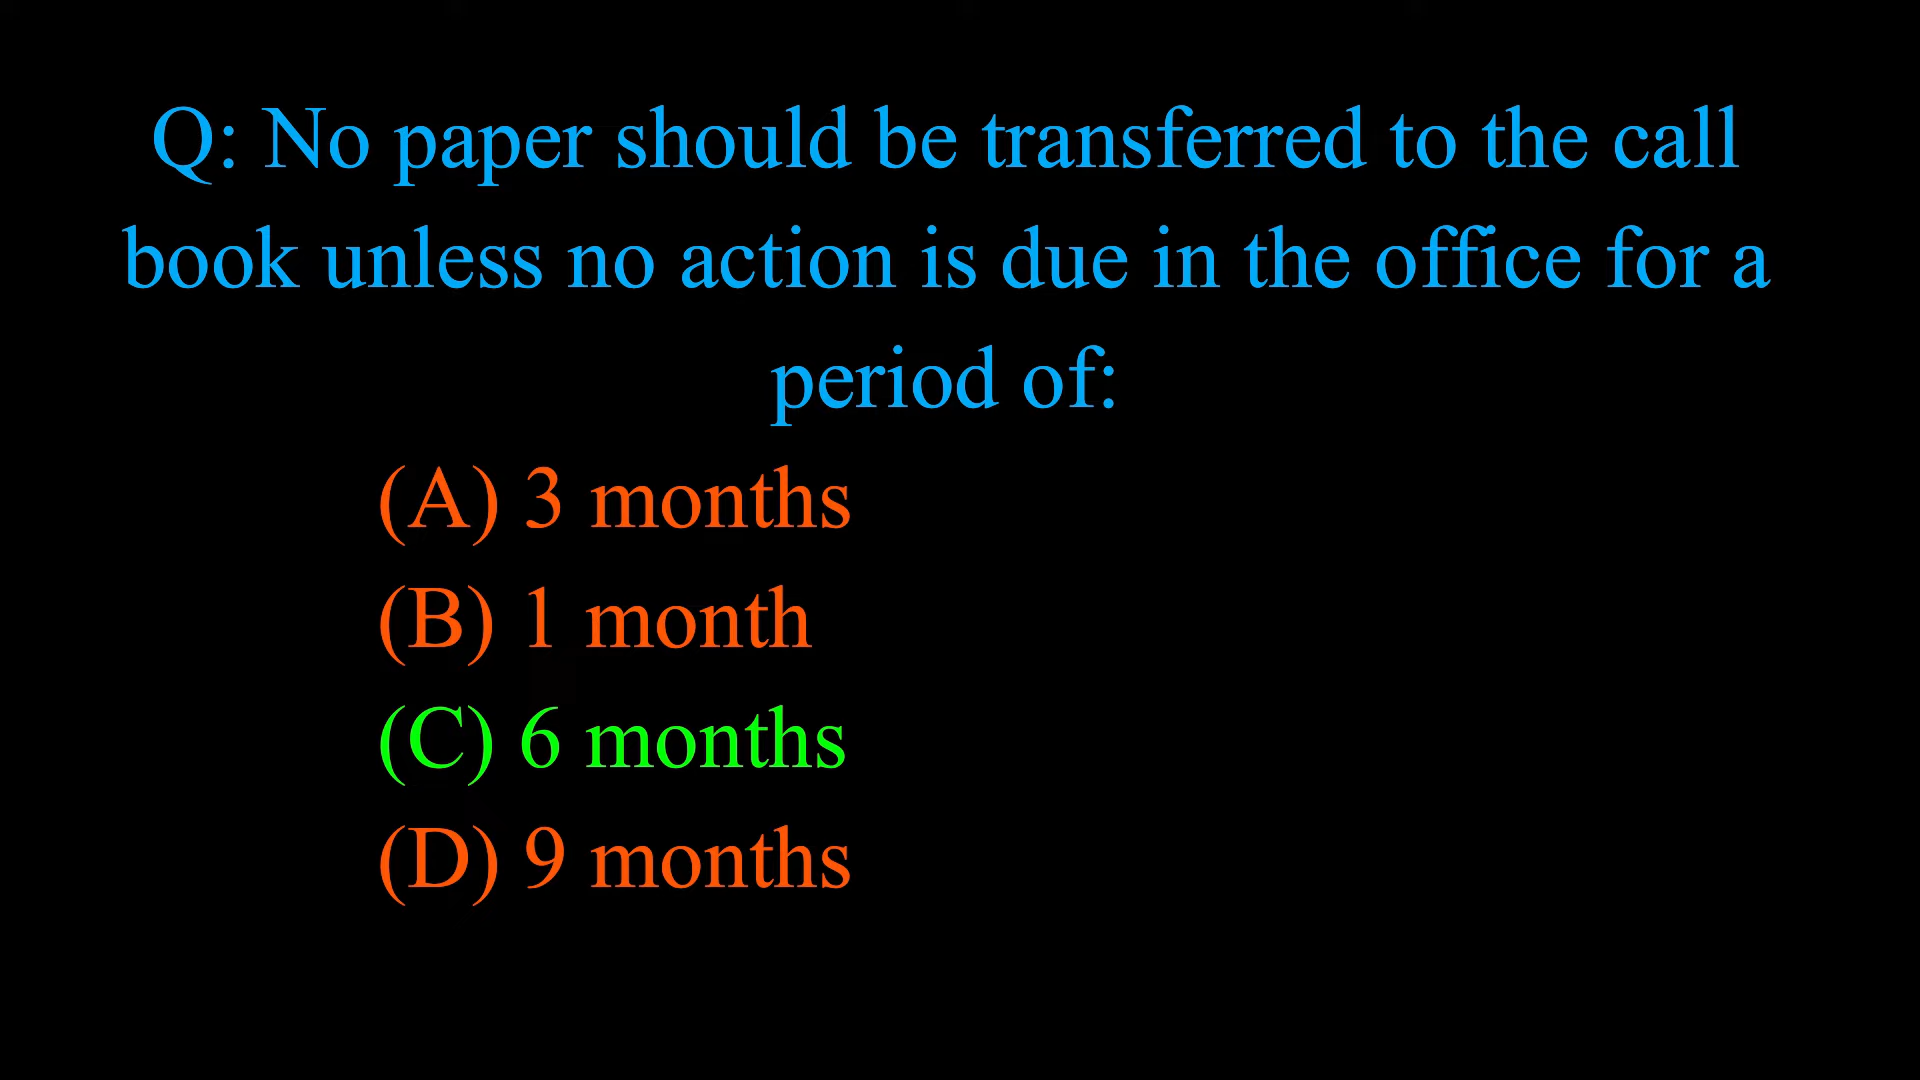 Q: No paper should be transferred to the call
book unless no action is due in the office for a
period of:
(A) 3 months
(B) 1 month
(C) 6 months
(D) 9 months